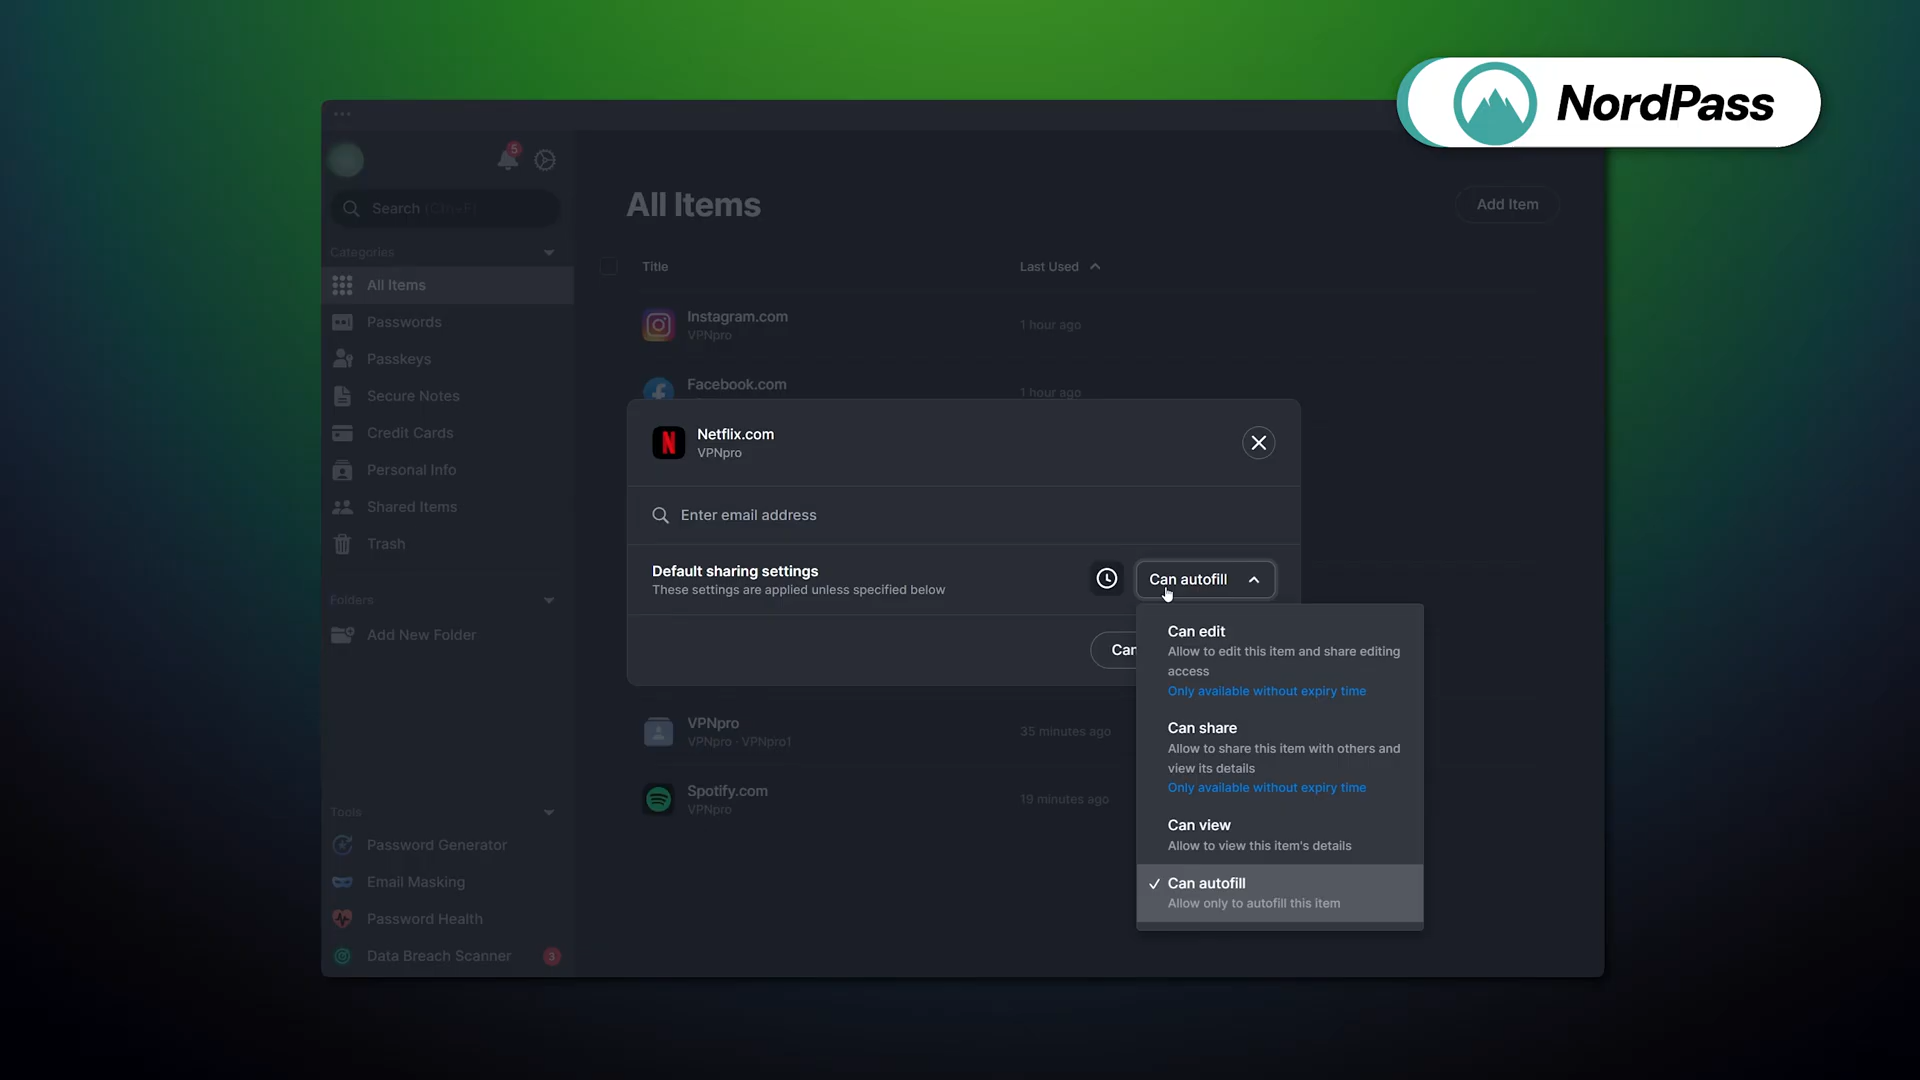 NordPass
5
Search (Ctrl+F)
Categories
All Items
Passwords
Passkeys
Secure Notes
Credit Cards
Personal Info
Shared Items
Trash
Folders
Add New Folder
Tools
Password Generator
Email Masking
Password Health
Data Breach Scanner
3
All Items
Add Item
Title
Last Used
Instagram.com
VPNpro
1 hour ago
Facebook.com
1 hour ago
N
Netflix.com
VPNpro
Enter email address
Default sharing settings
These settings are applied unless specified below
Can autofill
Can
Can edit
Allow to edit this item and share editing
access
Only available without expiry time
Can share
Allow to share this item with others and
view its details
Only available without expiry time
Can view
Allow to view this item's details
Can autofill
Allow only to autofill this item
VPNpro
VPNpro · VPNpro1
35 minutes ago
Spotify.com
VPNpro
19 minutes ago